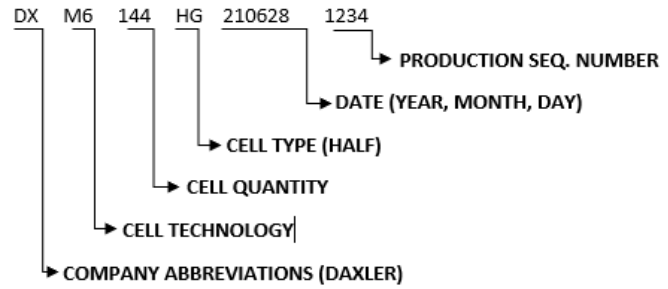 DX M6 144 HG 210628 1234
PRODUCTION SEQ. NUMBER
DATE (YEAR, MONTH, DAY)
CELL TYPE (HALF)
CELL QUANTITY
CELL TECHNOLOGY
COMPANY ABBREVIATIONS (DAXLER)